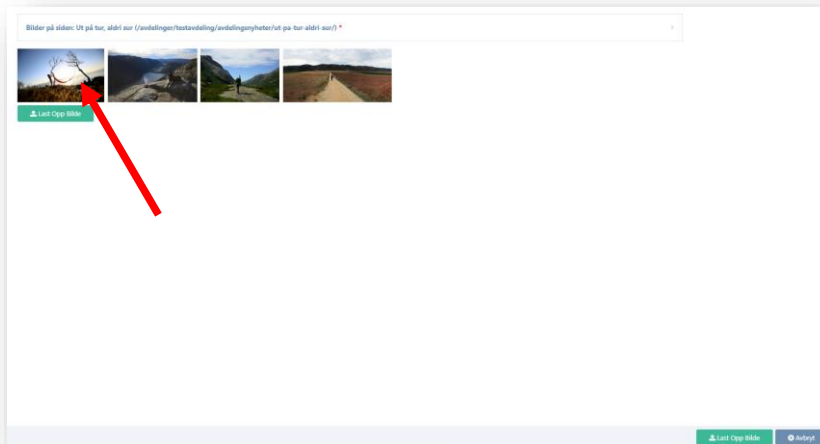 Bilder på siden: Ut på tur, aldri sur (/avdelinger/testavdeling/avdelingsnyheter/ut-pa-tur-aldri-sur/) *
Last Opp Bilde
Last Opp Bilde
Avbryt